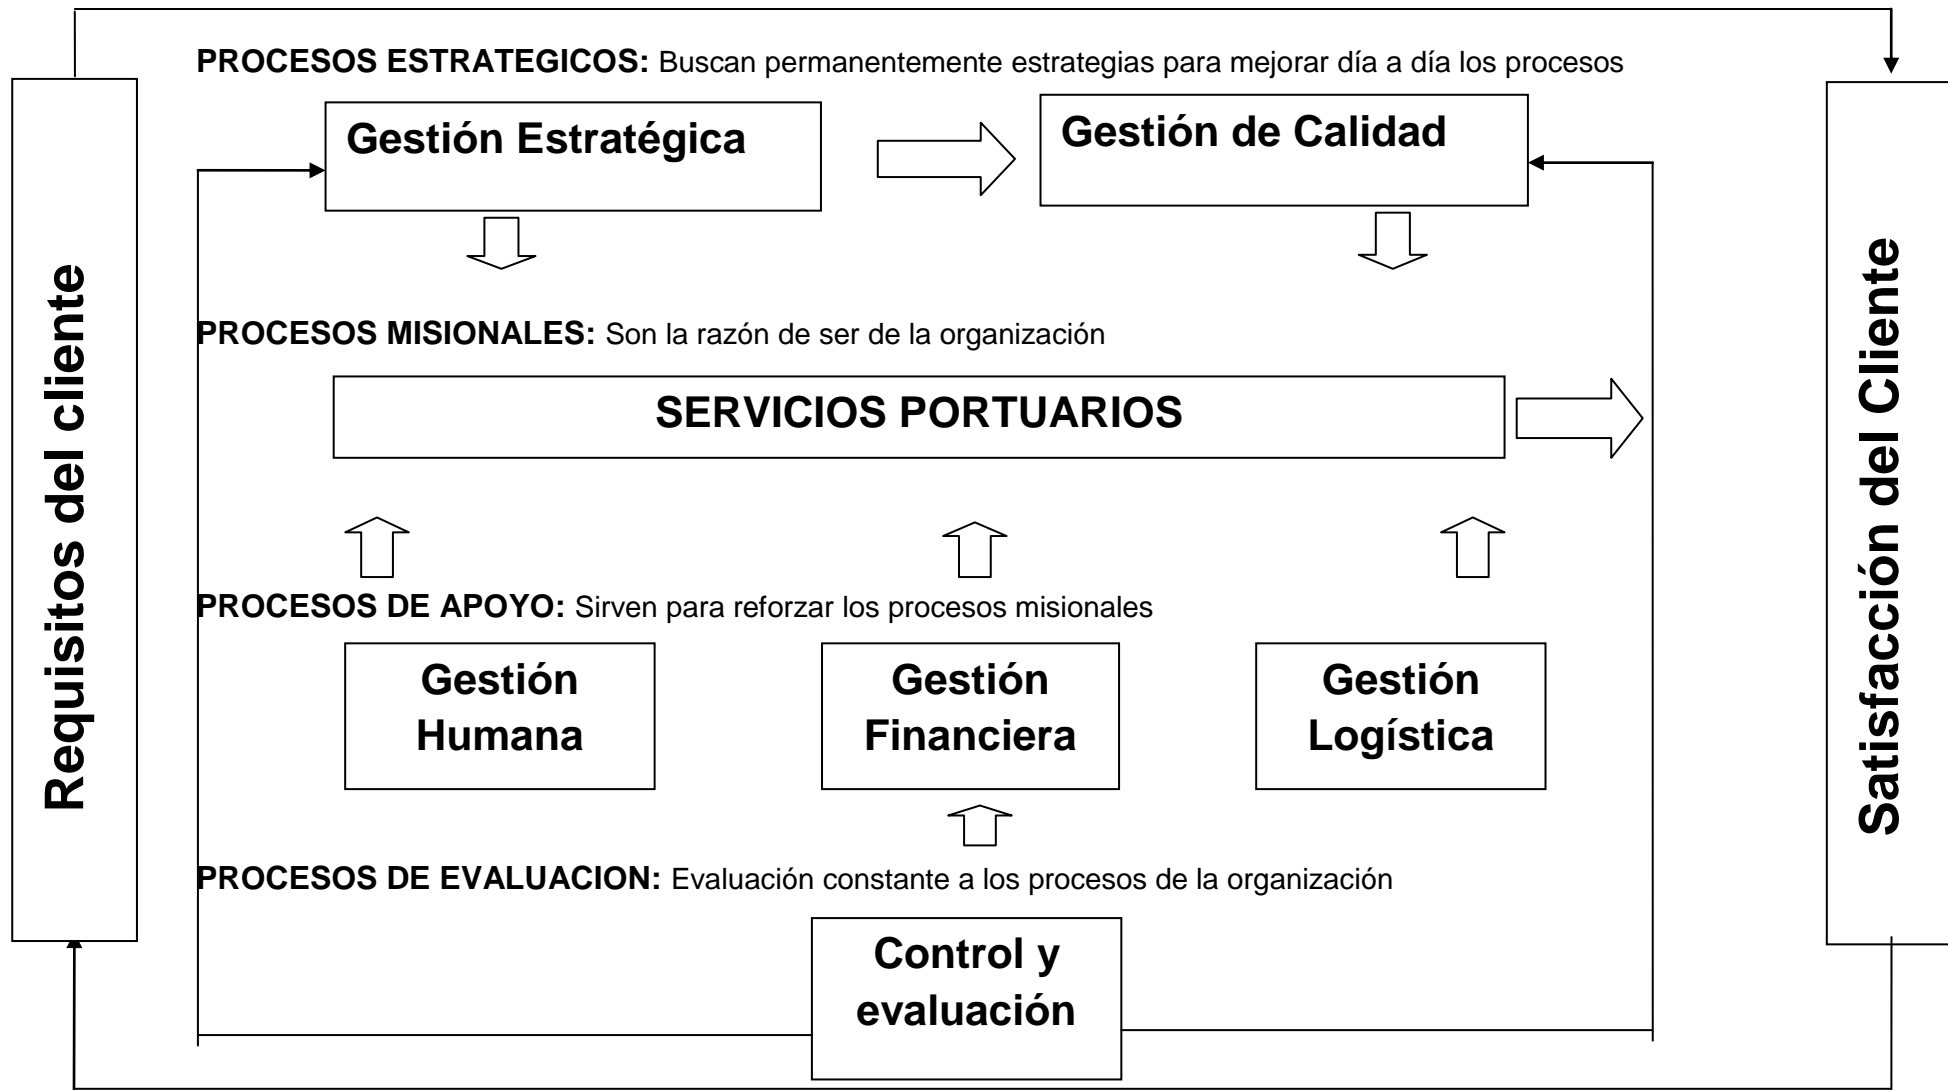 PROCESOS ESTRATEGICOS: Buscan permanentemente estrategias para mejorar día a día los procesos
Gestión Estratégica
Gestión de Calidad
Requisitos del cliente
Satisfacción del Cliente
PROCESOS MISIONALES: Son la razón de ser de la organización
SERVICIOS PORTUARIOS
PROCESOS DE APOYO: Sirven para reforzar los procesos misionales
Gestión
Humana
Gestión
Financiera
Gestión
Logística
PROCESOS DE EVALUACION: Evaluación constante a los procesos de la organización
Control y
evaluación